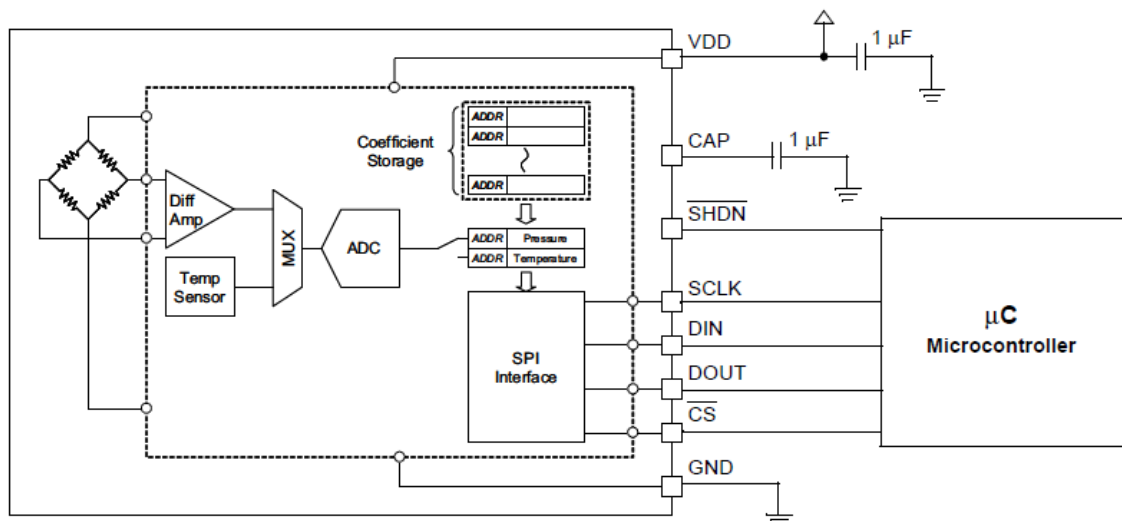 VDD
1 μF
CAP
1 μF
SHDN
SCLK
DIN
DOUT
CS
GND
Coefficient
Storage
ADDR
ADDR
ADDR
ADDR Pressure
ADDR Temperature
Diff
Amp
MUX
ADC
Temp
Sensor
SPI
Interface
μC
Microcontroller